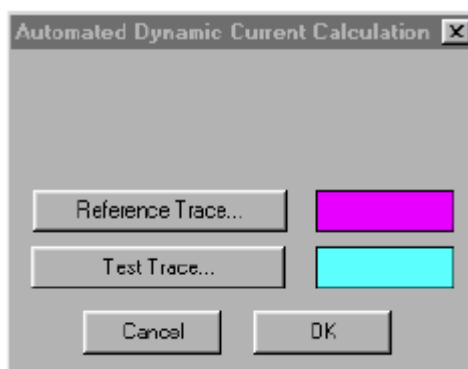 Automated Dynamic Current Calculation
Reference Trace...
Test Trace...
Cancel OK